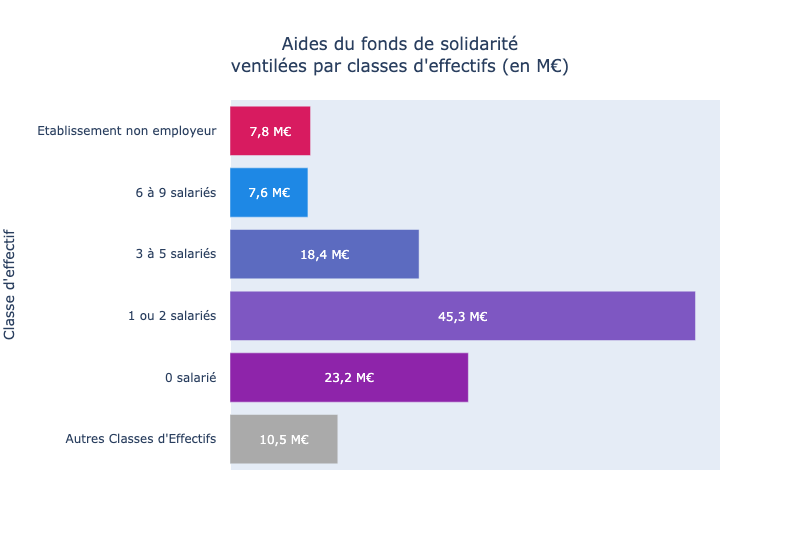 Aides du fonds de solidarité
ventilées par classes d'effectifs (en M€)
Classe d'effectif
Etablissement non employeur
7,8 M€
6 à 9 salariés
7,6 M€
3 à 5 salariés
18,4 M€
1 ou 2 salariés
45,3 M€
0 salarié
23,2 M€
Autres Classes d'Effectifs
10,5 M€